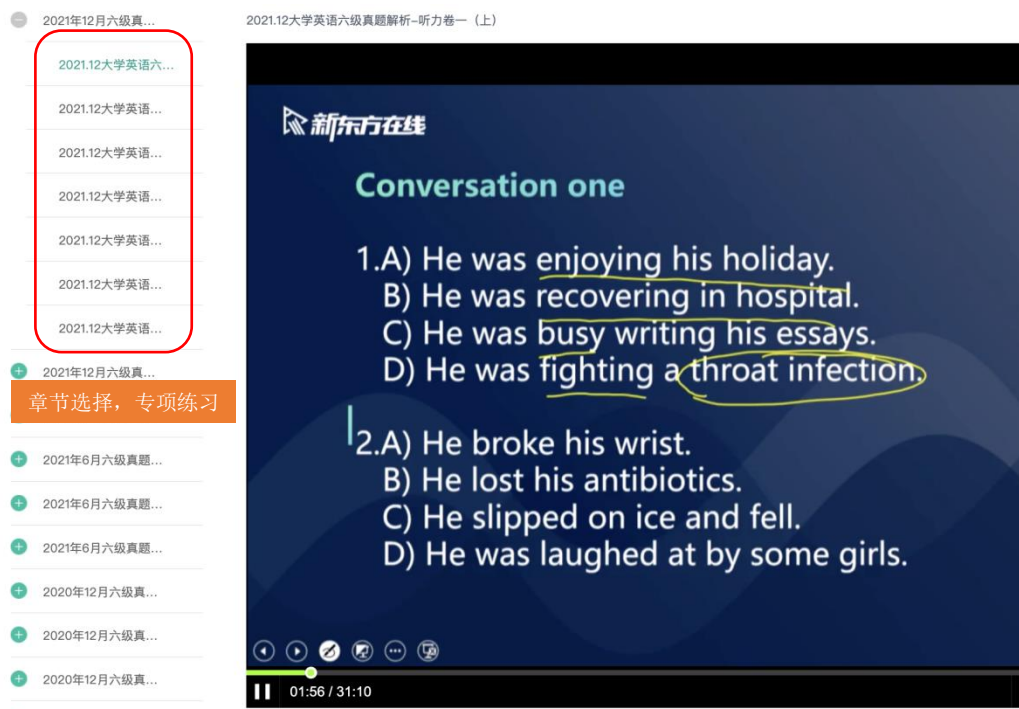 2021年12月六级真...
2021.12大学英语六...
2021.12大学英语...
2021.12大学英语...
2021.12大学英语...
2021.12大学英语...
2021.12大学英语...
2021.12大学英语...
2021年12月六级真...
章节选择，专项练习
2021年6月六级真题...
2021年6月六级真题...
2021年6月六级真题...
2020年12月六级真...
2020年12月六级真...
2020年12月六级真...
2021.12大学英语六级真题解析-听力卷一（上）
新东方在线
Conversation one
1.A) He was enjoying his holiday.
B) He was recovering in hospital.
C) He was busy writing his essays.
D) He was fighting a throat infection.
2.A) He broke his wrist.
B) He lost his antibiotics.
C) He slipped on ice and fell.
D) He was laughed at by some girls.
01:56 / 31:10